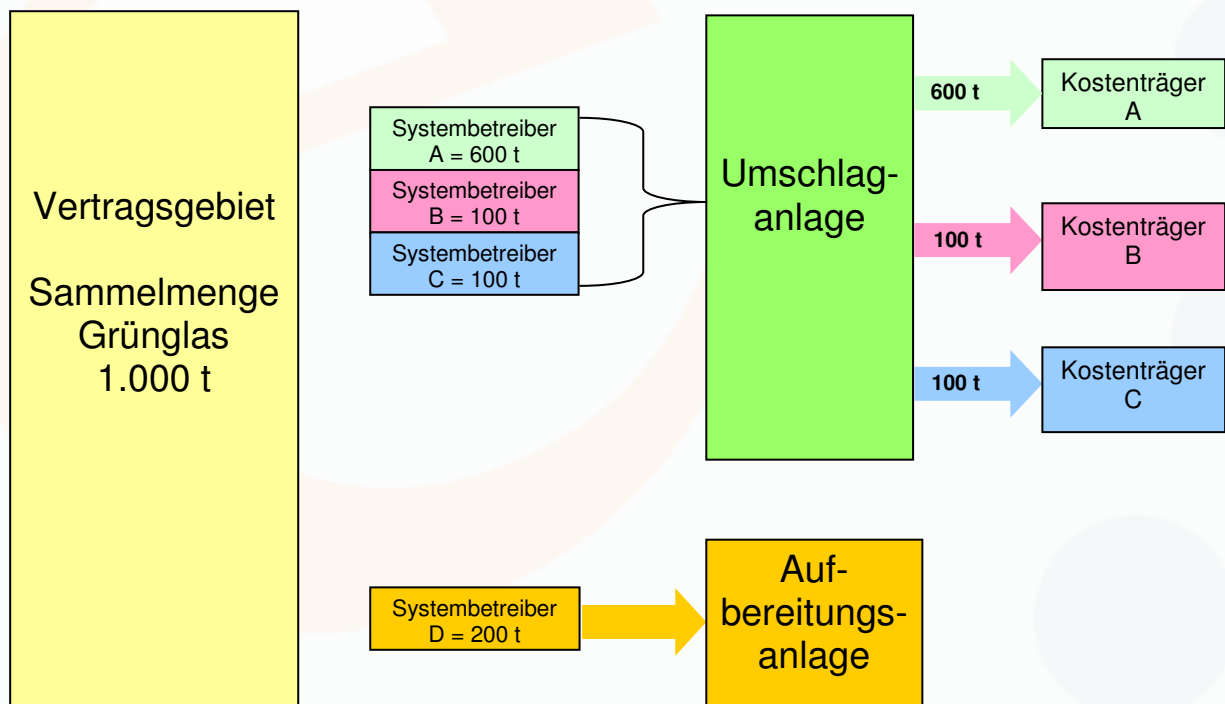 Vertragsgebiet
Sammelmenge
Grünglas
1.000 t
Systembetreiber
A = 600 t
Systembetreiber
B = 100 t
Systembetreiber
C = 100 t
Umschlag-
anlage
600 t
Kostenträger
A
100 t
Kostenträger
B
100 t
Kostenträger
C
Systembetreiber
D = 200 t
Auf-
bereitungs-
anlage